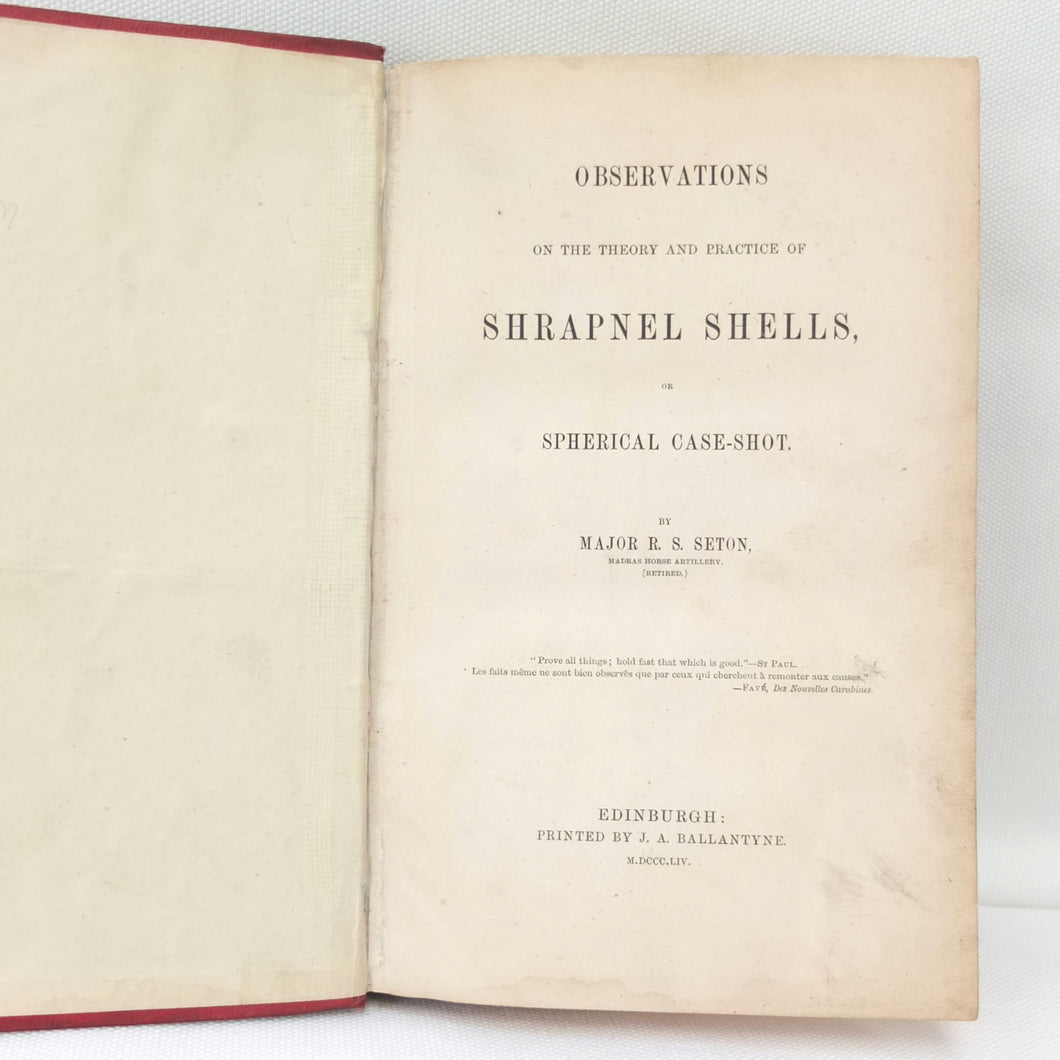 OBSERVATIONS
ON THE THEORY AND PRACTICE OF
SHRAPNEL SHELLS,
OR
SPHERICAL CASE-SHOT.
BY
MAJOR R. S. SETON,
MADRAS HORSE ARTILLERY.
(RETIRED.)
"Prove all things; hold fast that which is good."—ST PAUL.
' Les faits même ne sont bien observés que par ceux qui cherchent à remonter aux causes."
—FAVÉ, Des Nouvelles Carabines.
EDINBURGH:
PRINTED BY J. A. BALLANTYNE.
M.DCCC.LIV.